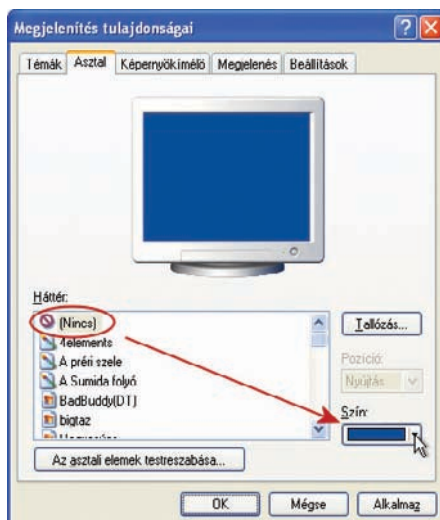 Megjelenítés tulajdonságai
Témák Asztal Képernyőkímélő Megjelenés Beállítások
Háttér:
(Nincs)
4elements
A préri szele
A Sumida folyó
BadBuddy(DT)
bigtaz
Tallózás...
Pozíció:
Nyújtás
Szín:
Az asztali elemek testreszabása...
OK Mégse Alkalmaz